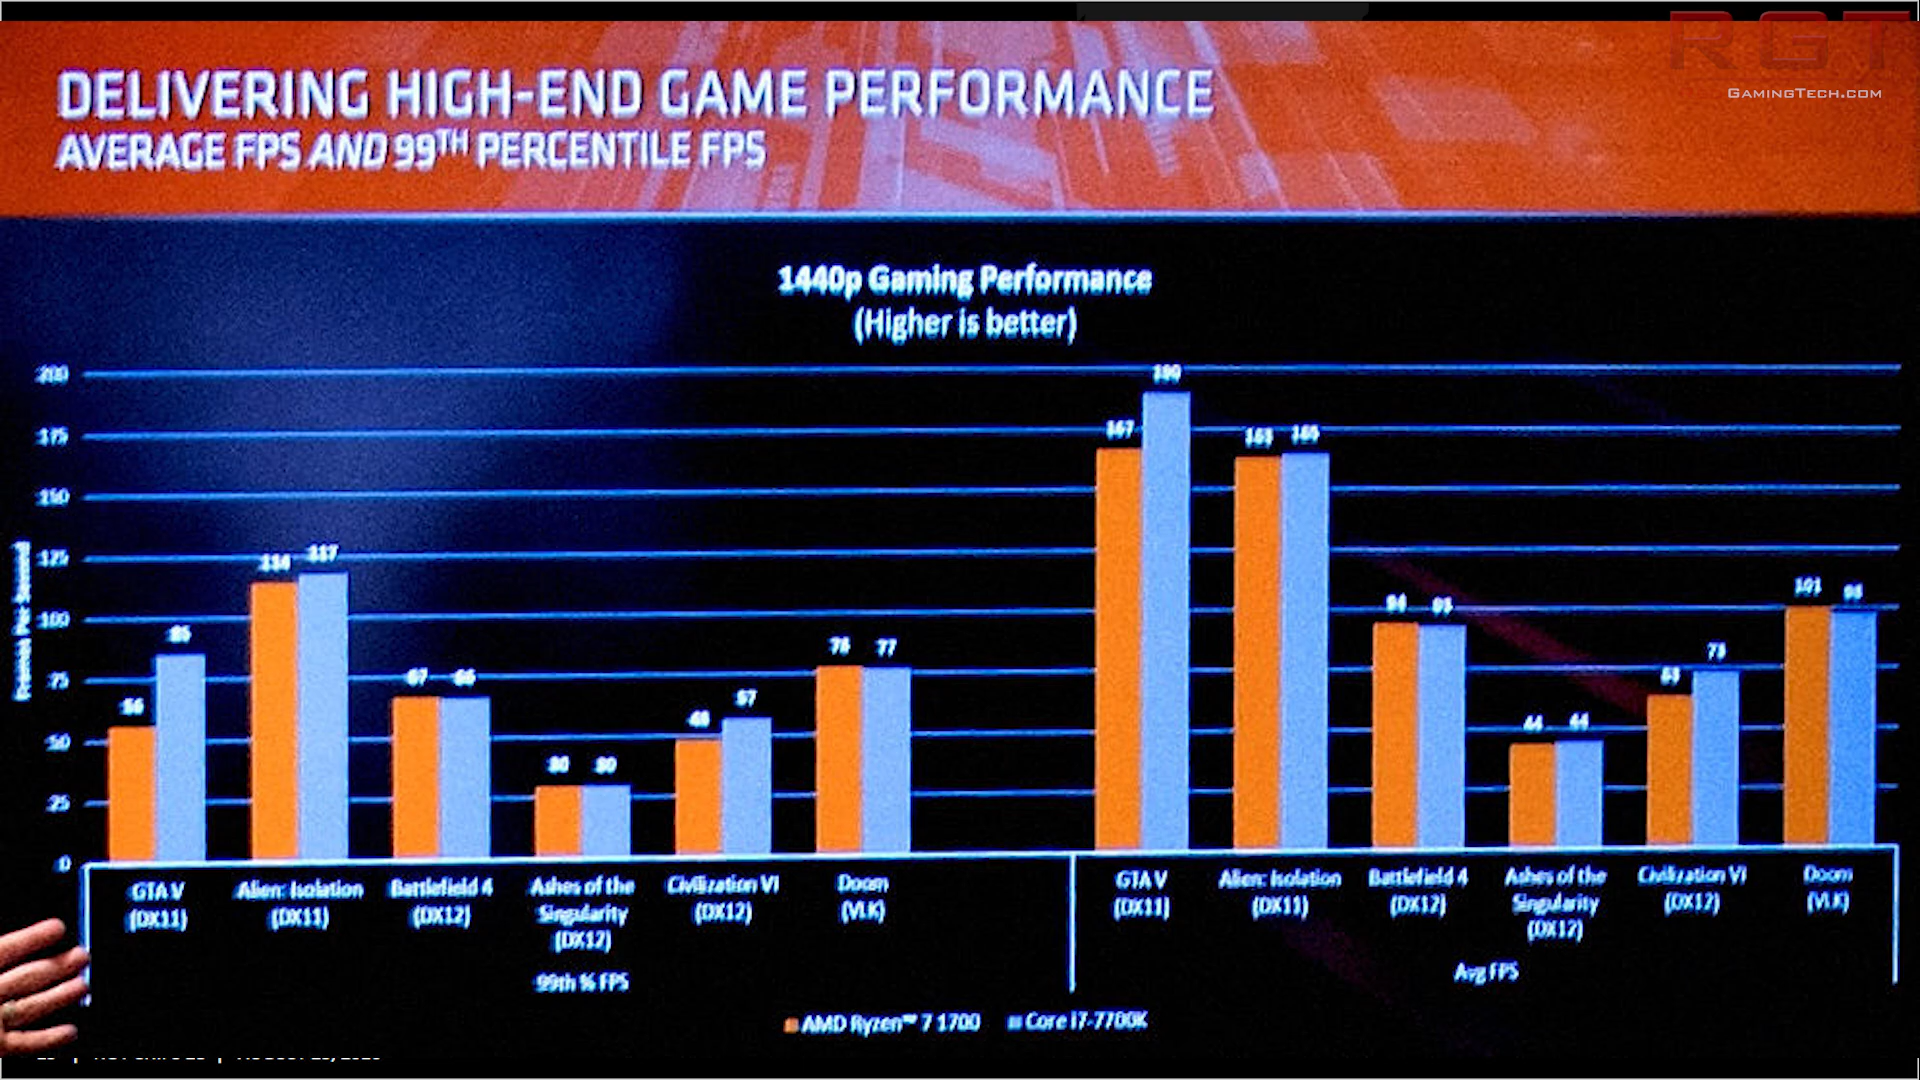 RGT
GAMINGTECH.COM
DELIVERING HIGH-END GAME PERFORMANCE
AVERAGE FPS AND 99TH PERCENTILE FPS
1440p Gaming Performance
(Higher is better)
Frames Per Second
200
175
150
125
100
75
50
25
0
56 85
114 117
67 66
30 30
48 57
78 77
167 190
163 165
44 44
63 73
101
GTA V
(DX11)
Alien: Isolation
(DX11)
Battlefield 4
(DX12)
Ashes of the
Singularity
(DX12)
Civilization VI
(DX12)
Doom
(VLK)
99th % FPS
GTA V
(DX11)
Alien: Isolation
(DX11)
Battlefield 4
(DX12)
Ashes of the
Singularity
(DX12)
Civilization VI
(DX12)
Doom
(VLK)
Avg FPS
AMD Ryzen™ 7 1700 Core i7-7700K